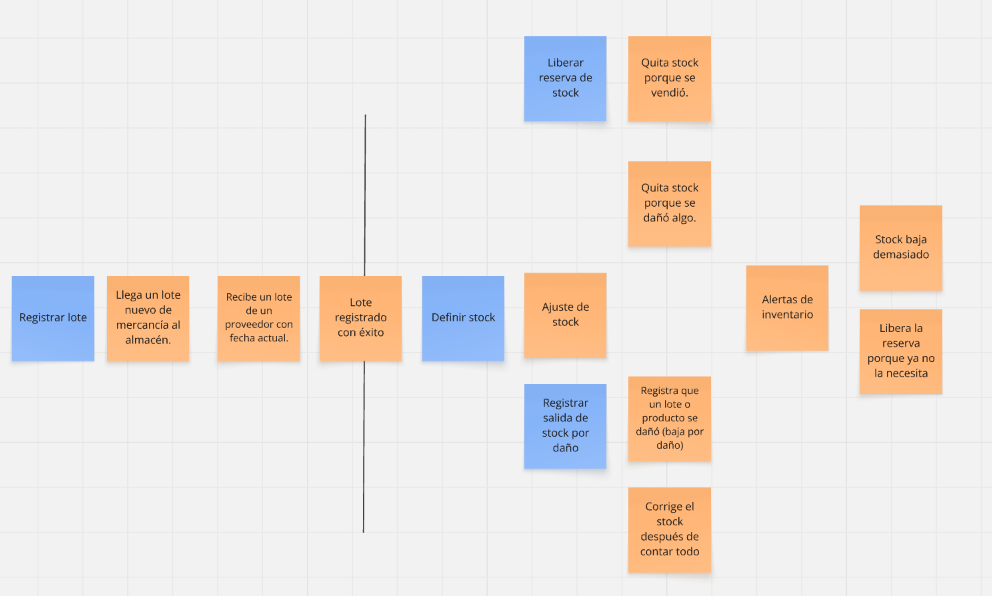 Liberar
reserva de
stock
Quita stock
porque se
vendió.
Quita stock
porque se
dañó algo.
Registrar lote
Llega un lote
nuevo de
mercancía al
almacén.
Recibe un lote
de un
proveedor con
fecha actual.
Lote
registrado
con éxito
Definir stock
Ajuste de
stock
Alertas de
inventario
Stock baja
demasiado
Libera la
reserva
porque ya no
la necesita
Registrar
salida de
stock por
daño
Registra que
un lote o
producto se
dañó (baja por
daño)
Corrige el
stock
después de
contar todo